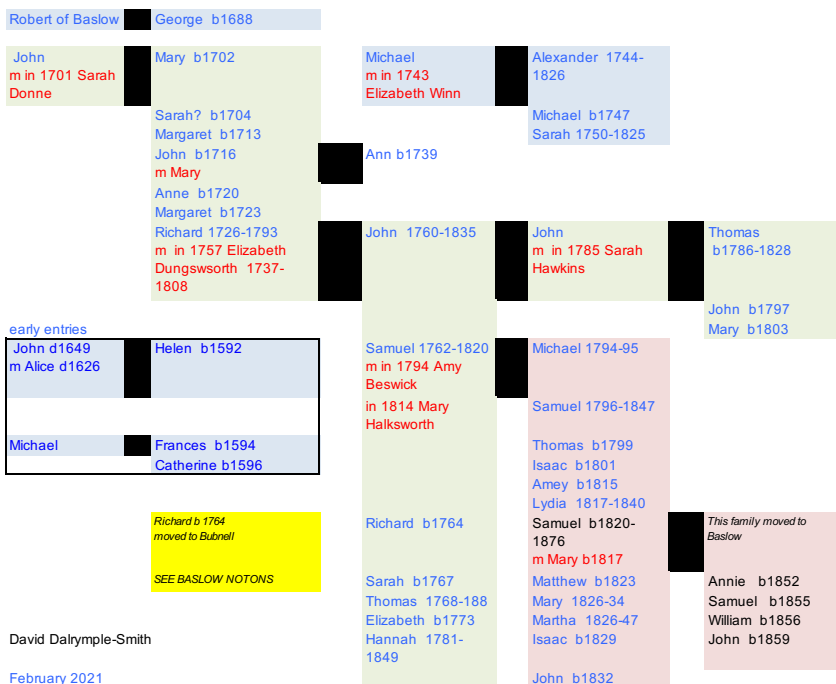 Robert of Baslow
George b1688
John
m in 1701 Sarah
Donne
Mary b1702
Michael
m in 1743
Elizabeth Winn
Alexander 1744-
1826
Sarah? b1704
Margaret b1713
Michael b1747
Sarah 1750-1825
John b1716
m Mary
Ann b1739
Anne b1720
Margaret b1723
Richard 1726-1793
m in 1757 Elizabeth
Dungswsorth 1737-
1808
John 1760-1835
John
m in 1785 Sarah
Hawkins
Thomas
b1786-1828
John b1797
Mary b1803
early entries
John d1649
m Alice d1626
Helen b1592
Samuel 1762-1820
m in 1794 Amy
Beswick
in 1814 Mary
Halksworth
Michael 1794-95
Samuel 1796-1847
Michael
Frances b1594
Catherine b1596
Thomas b1799
Isaac b1801
Amey b1815
Lydia 1817-1840
Richard b 1764
moved to Bubnell
SEE BASLOW NOTONS
Richard b1764
Samuel b1820-
1876
m Mary b1817
This family moved to
Baslow
Sarah b1767
Thomas 1768-188
Elizabeth b1773
Hannah 1781-
1849
Matthew b1823
Mary 1826-34
Martha 1826-47
Isaac b1829
John b1832
Annie b1852
Samuel b1855
William b1856
John b1859
David Dalrymple-Smith
February 2021